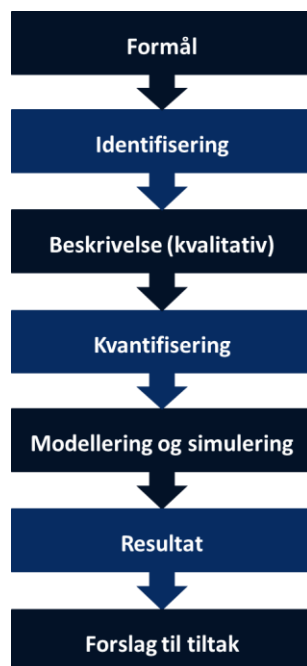 Formål
Identifisering
Beskrivelse (kvalitativ)
Kvantifisering
Modellering og simulering
Resultat
Forslag til tiltak